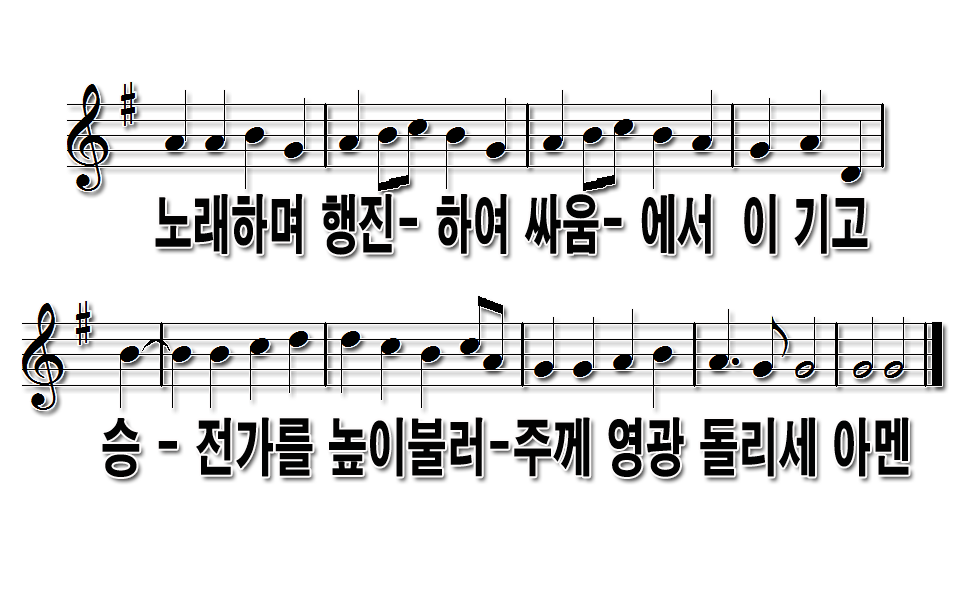 노래하며 행진- 하여 싸움- 에서 이 기고
승 - 전가를 높이불러-주께 영광 돌리세 아멘